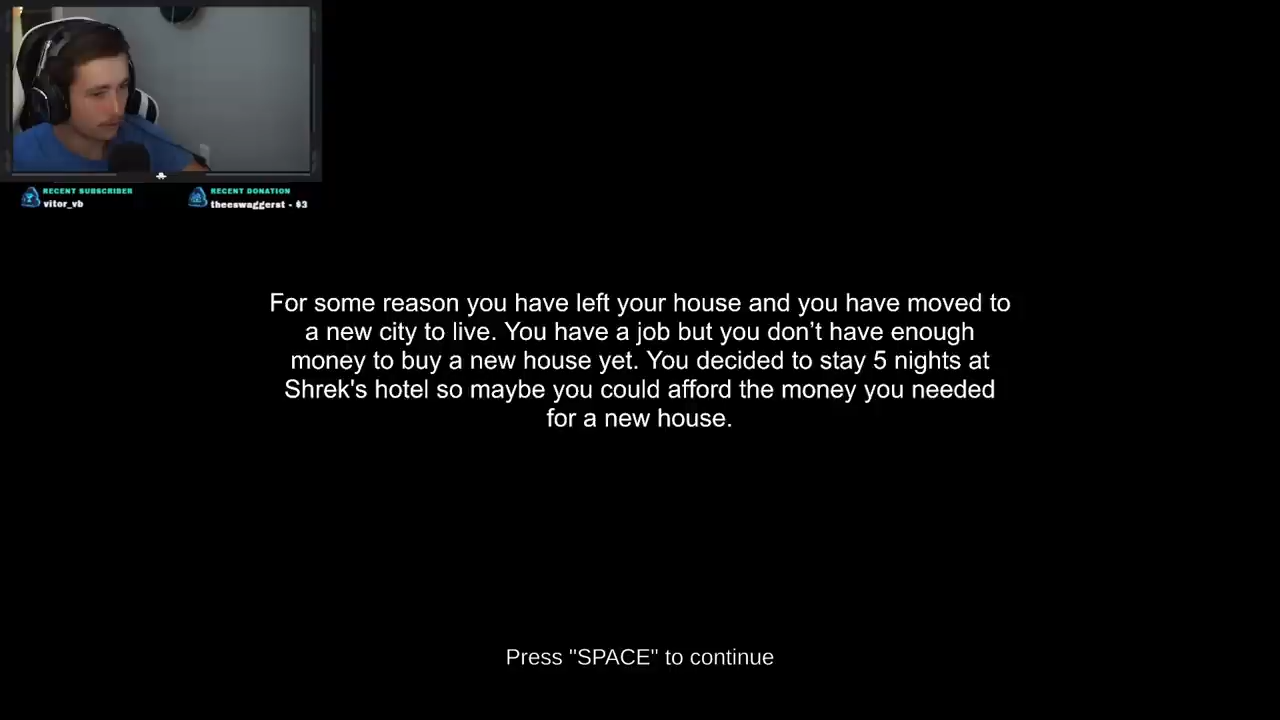 RECENT SUBSCRIBER
vitor_vb
RECENT DONATION
theeswaggerst - $3
For some reason you have left your house and you have moved to
a new city to live. You have a job but you don’t have enough
money to buy a new house yet. You decided to stay 5 nights at
Shrek's hotel so maybe you could afford the money you needed
for a new house.
Press "SPACE" to continue